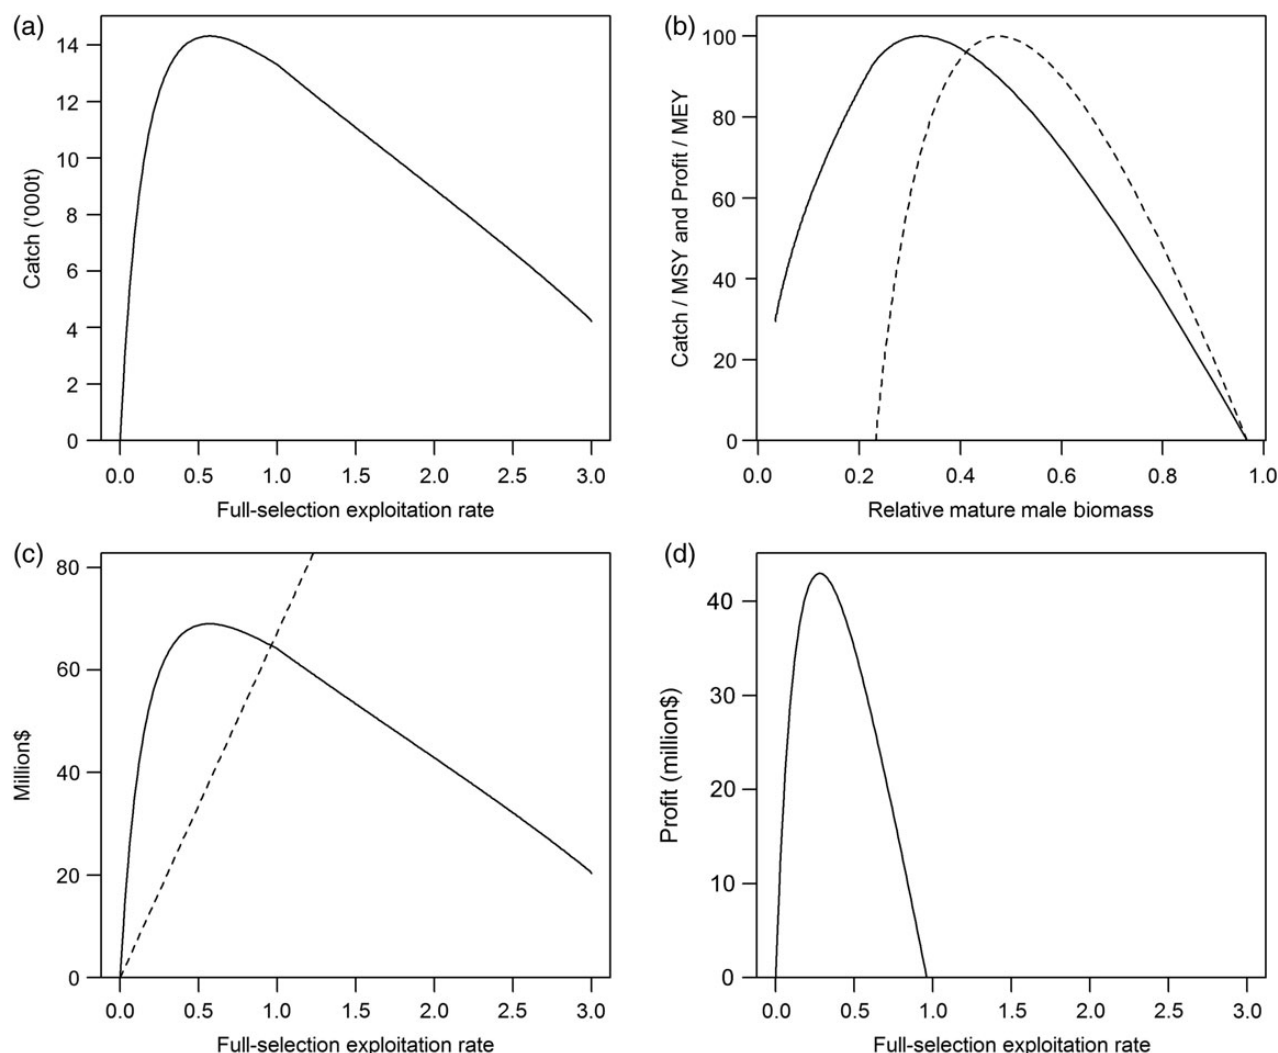 (a)
14
12
10
8
6
4
2
0
Catch ('000t)
0.0 0.5 1.0 1.5 2.0 2.5 3.0
Full-selection exploitation rate
(b)
100
80
60
40
20
0
Catch / MSY and Profit / MEY
0.0 0.2 0.4 0.6 0.8 1.0
Relative mature male biomass
(c)
80
60
40
20
0
Million$
0.0 0.5 1.0 1.5 2.0 2.5 3.0
Full-selection exploitation rate
(d)
40
30
20
10
0
Profit (million$)
0.0 0.5 1.0 1.5 2.0 2.5 3.0
Full-selection exploitation rate